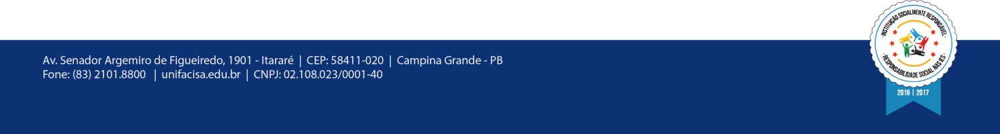 Av. Senador Argemiro de Figueiredo, 1901 - Itararé | CEP: 58411-020 | Campina Grande - PB
Fone: (83) 2101.8800 | unifacisa.edu.br | CNPJ: 02.108.023/0001-40
· INSTITUIÇÃO SOCIALMENTE RESPONSÁVEL ·
RESPONSABILIDADE SOCIAL NAS IES
2016 | 2017